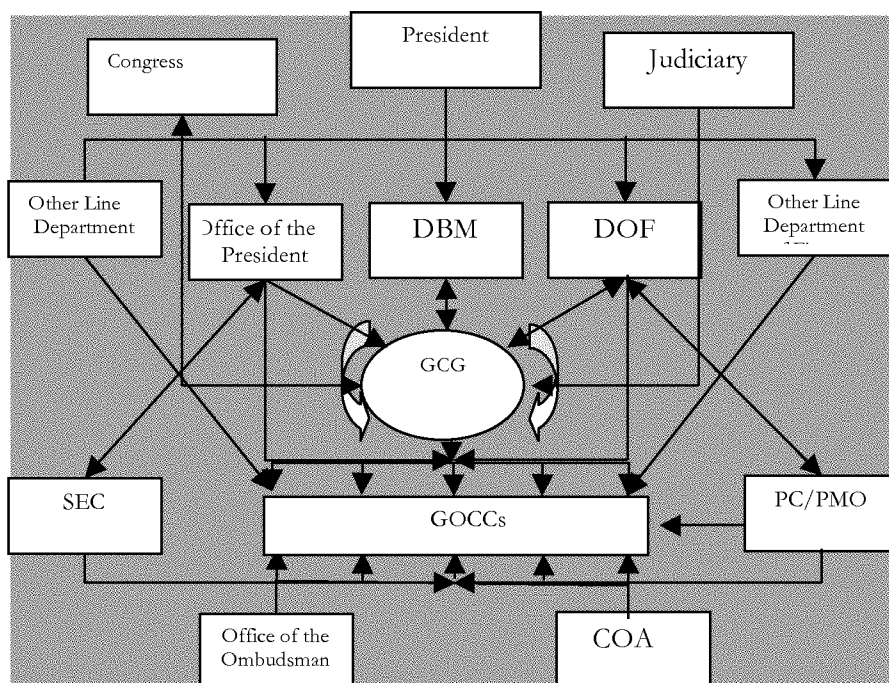 Congress
President
Judiciary
Other Line
Department
Office of the
President
DBM
DOF
Other Line
Department
GCG
SEC
GOCCs
PC/PMO
Office of the
Ombudsman
COA